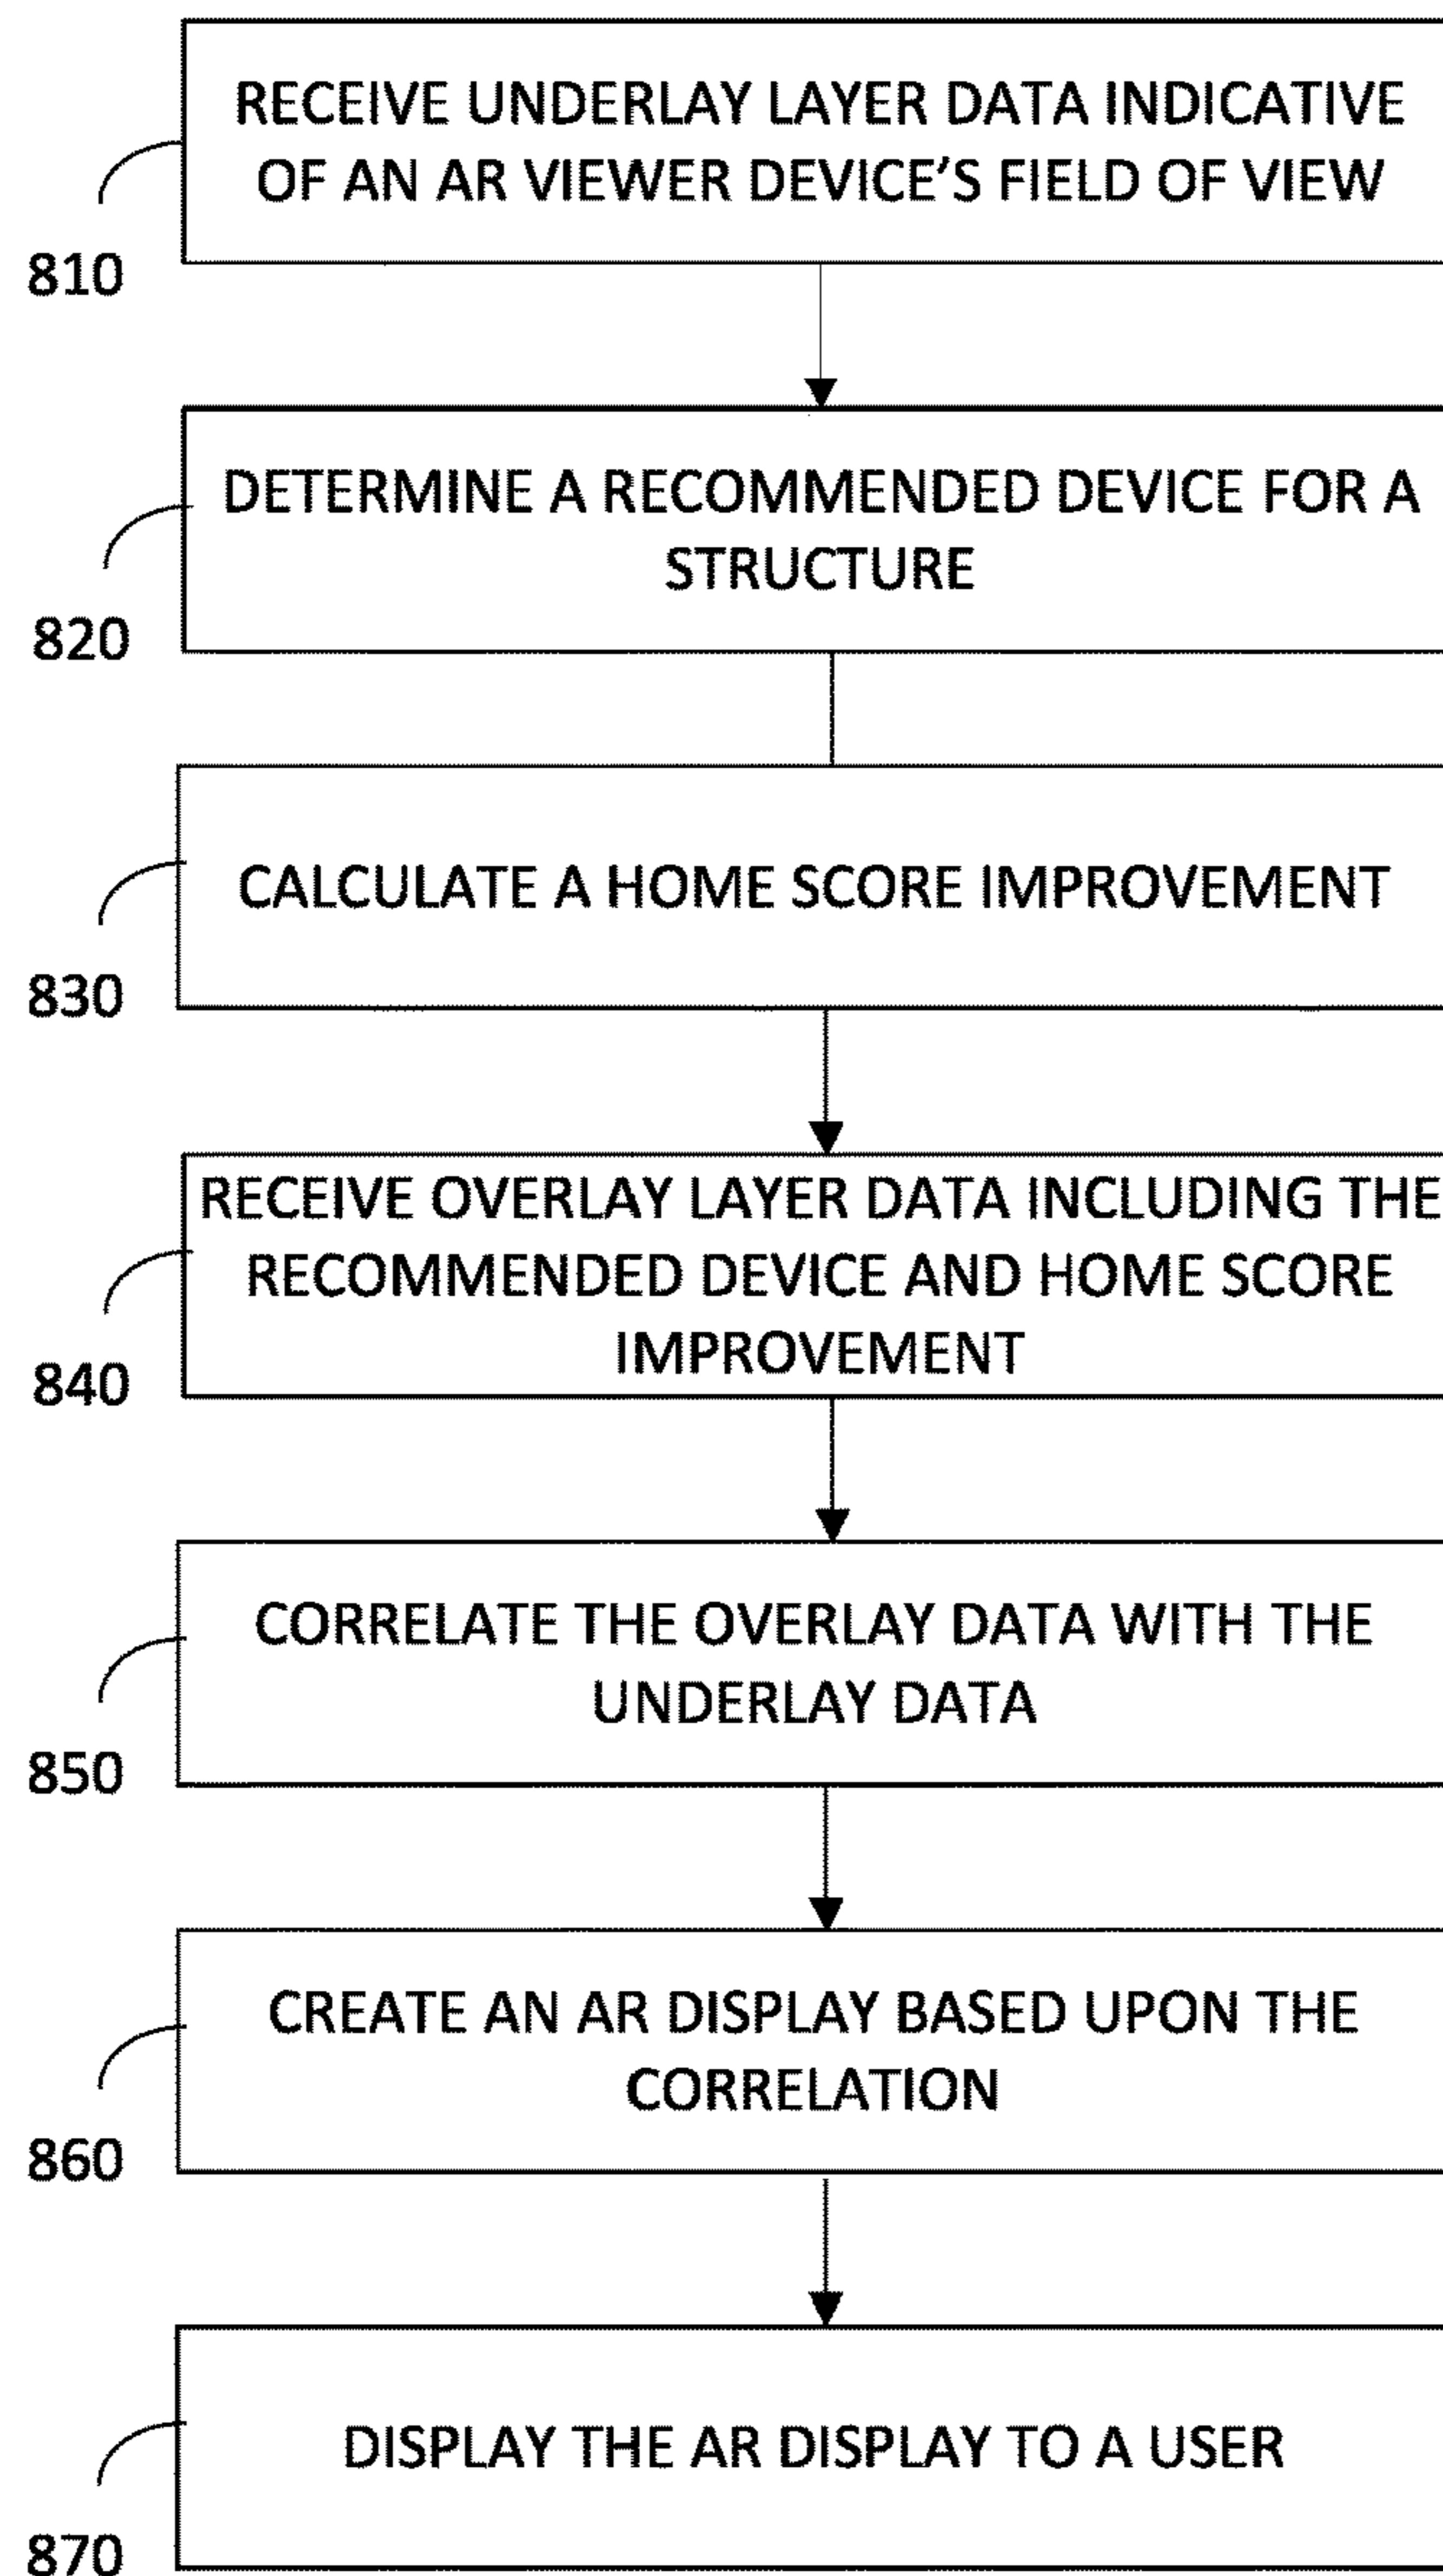 RECEIVE UNDERLAY LAYER DATA INDICATIVE
OF AN AR VIEWER DEVICE'S FIELD OF VIEW
810
DETERMINE A RECOMMENDED DEVICE FOR A
STRUCTURE
820
CALCULATE A HOME SCORE IMPROVEMENT
830
RECEIVE OVERLAY LAYER DATA INCLUDING THE
RECOMMENDED DEVICE AND HOME SCORE
IMPROVEMENT
840
CORRELATE THE OVERLAY DATA WITH THE
UNDERLAY DATA
850
CREATE AN AR DISPLAY BASED UPON THE
CORRELATION
860
DISPLAY THE AR DISPLAY TO A USER
870